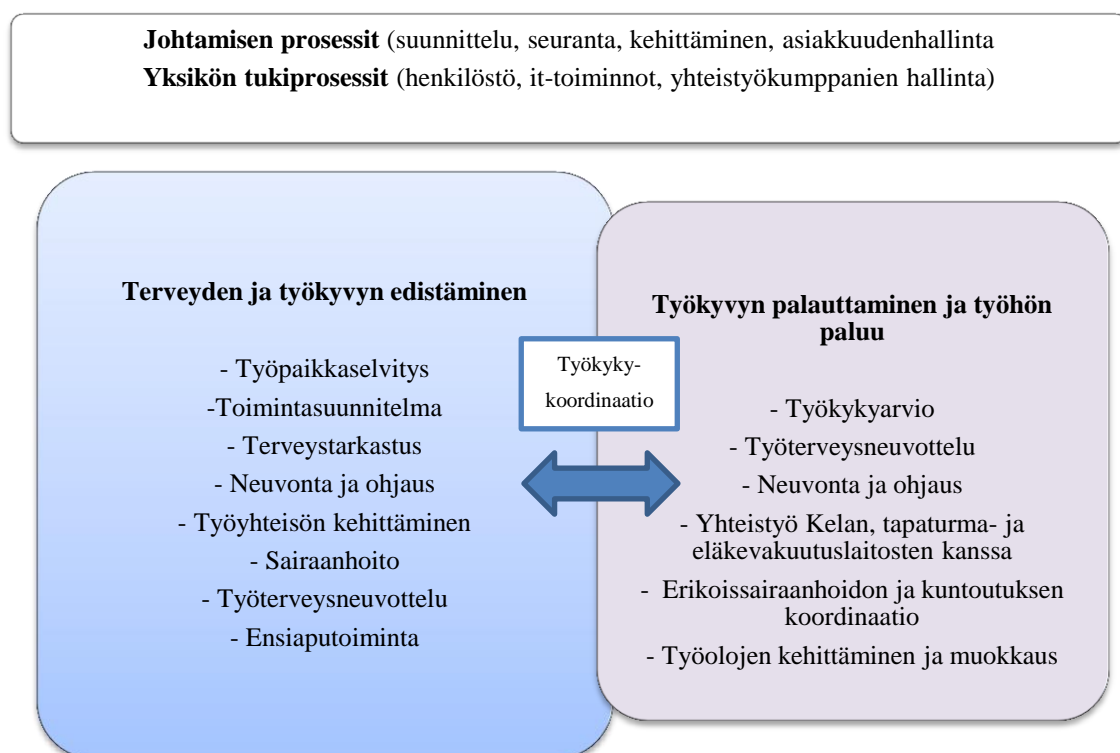 Johtamisen prosessit (suunnittelu, seuranta, kehittäminen, asiakkuudenhallinta
Yksikön tukiprosessit (henkilöstö, it-toiminnot, yhteistyökumppanien hallinta)
Terveyden ja työkyvyn edistäminen
- Työpaikkaselvitys
-Toimintasuunnitelma
- Terveystarkastus
- Neuvonta ja ohjaus
- Työyhteisön kehittäminen
- Sairaanhoito
- Työterveysneuvottelu
- Ensiaputoiminta
Työkyky-
koordinaatio
Työkyvyn palauttaminen ja työhön
paluu
- Työkykyarvio
- Työterveysneuvottelu
- Neuvonta ja ohjaus
- Yhteistyö Kelan, tapaturma- ja
eläkevakuutuslaitosten kanssa
- Erikoissairaanhoidon ja kuntoutuksen
koordinaatio
- Työolojen kehittäminen ja muokkaus